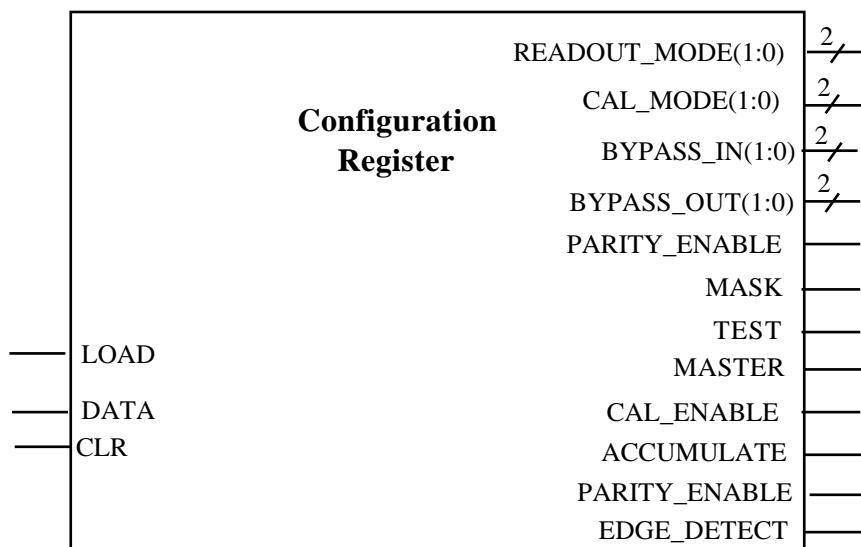 READOUT_MODE(1:0)
2
CAL_MODE(1:0)
2
Configuration
Register
BYPASS_IN(1:0)
2
BYPASS_OUT(1:0)
2
PARITY_ENABLE
MASK
TEST
LOAD
MASTER
DATA
CAL_ENABLE
CLR
ACCUMULATE
PARITY_ENABLE
EDGE_DETECT